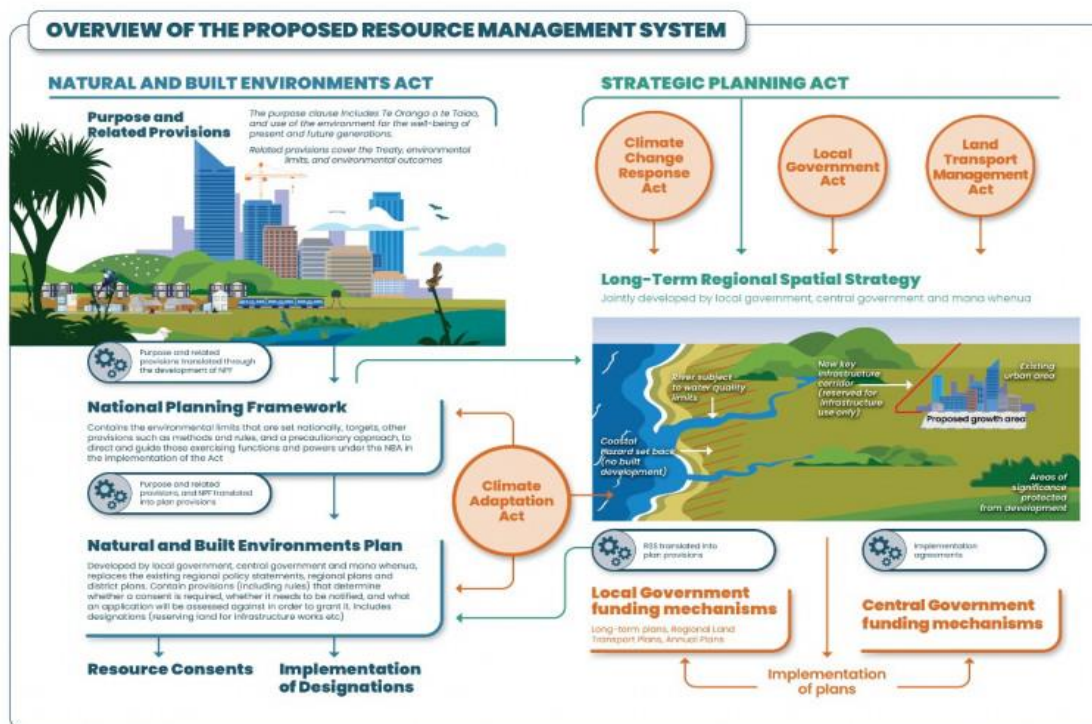 OVERVIEW OF THE PROPOSED RESOURCE MANAGEMENT SYSTEM
NATURAL AND BUILT ENVIRONMENTS ACT
Purpose and
Related Provisions
The purpose clause includes Te Oranga o te Taiao,
and use of the environment for the well-being of
present and future generations.
Related provisions cover the Treaty, environmental
limits, and environmental outcomes
Purpose and related
provisions translated through
the development of NPF
National Planning Framework
Contains the environmental limits that are set nationally, targets, other
provisions such as methods and rules, and a precautionary approach, to
direct and guide those exercising functions and powers under the NBA in
the implementation of the Act
Purpose and related
provisions, and NPF translated
into plan provisions
Natural and Built Environments Plan
Developed by local government, central government and mana whenua,
replaces the existing regional policy statements, regional plans and
district plans. Contain provisions (including rules) that determine
whether a consent is required, whether it needs to be notified, and what
an application will be assessed against in order to grant it. Includes
designations (reserving land for infrastructure works etc)
Resource Consents
Implementation
of Designations
Climate
Adaptation
Act
STRATEGIC PLANNING ACT
Climate
Change
Response
Act
Local
Government
Act
Land
Transport
Management
Act
Long-Term Regional Spatial Strategy
Jointly developed by local government, central government and mana whenua
River subject
to water quality
limits
New key
infrastructure
corridor
(reserved for
infrastructure
use only)
Existing
urban area
Proposed growth area
Coastal
Hazard set back
(no built
development)
Areas of
significance
protected
from development
RSS translated into
plan provisions
Implementation
agreements
Local Government
funding mechanisms
Long-term plans, Regional Land
Transport Plans, Annual Plans
Central Government
funding mechanisms
Implementation
of plans